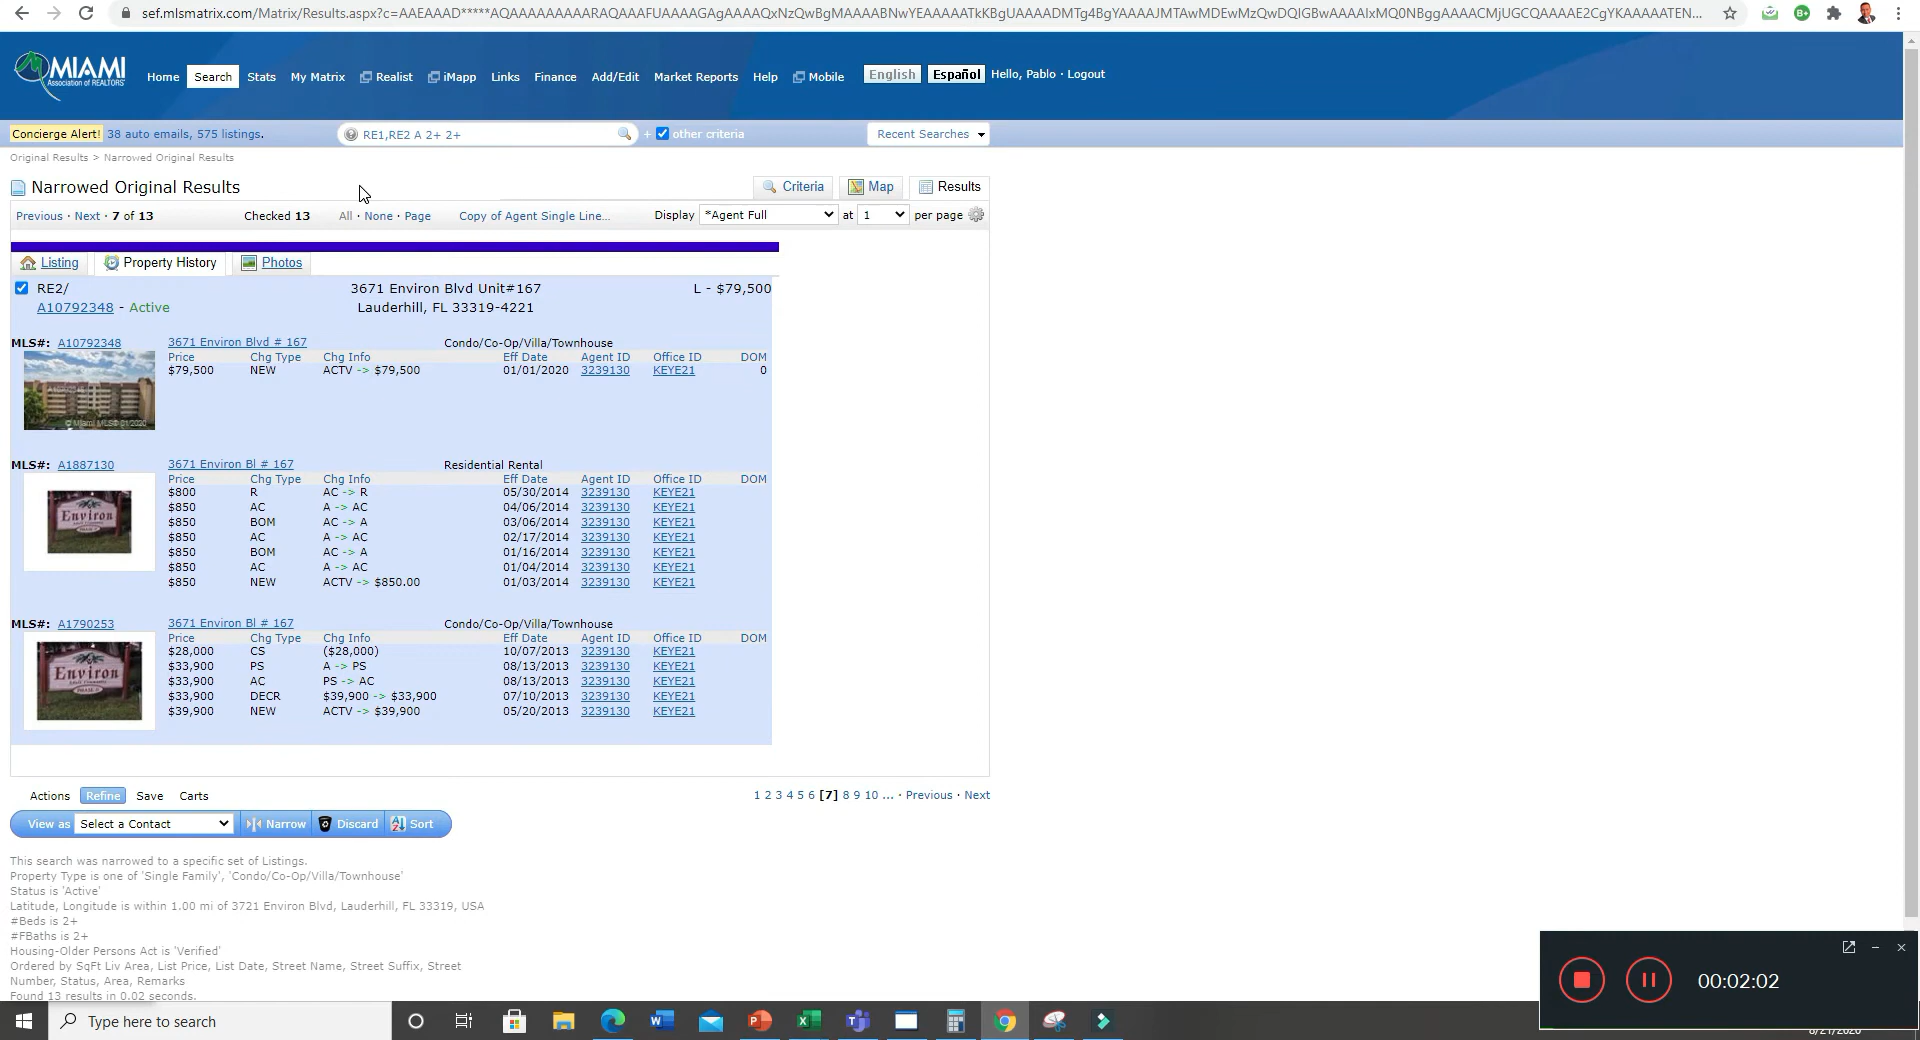 sef.mlsmatrix.com/Matrix/Results.aspx?c=AAEAAAD*****AQAAAAAAAAARAQAAAFUAAAAGAgAAAAQxNzQwBgMAAAABNwYEAAAAATkKBgUAAAADMTg4BgYAAAAJMTAwMDEwMzQwDQIGBwAAAAIxMQ0NBggAAAACMjUGCQAAAAE2CgYKAAAAATEN...
MIAMI
Association of REALTORS®
Home Search Stats My Matrix Realist iMapp Links Finance Add/Edit Market Reports Help Mobile English Español Hello, Pablo · Logout
Concierge Alert! 38 auto emails, 575 listings. RE1,RE2 A 2+ 2+ + other criteria Recent Searches
Original Results > Narrowed Original Results
Narrowed Original Results Criteria Map Results
Previous · Next · 7 of 13 Checked 13 All · None · Page Copy of Agent Single Line... Display *Agent Full at 1 per page
Listing Property History Photos
RE2/ 3671 Environ Blvd Unit#167 L - $79,500
A10792348 - Active Lauderhill, FL 33319-4221
MLS#: A10792348 3671 Environ Blvd # 167 Condo/Co-Op/Villa/Townhouse
Price Chg Type Chg Info Eff Date Agent ID Office ID DOM
$79,500 NEW ACTV -> $79,500 01/01/2020 3239130 KEYE21 0
A10792348
© Miami MLS® 01/2020
MLS#: A1887130 3671 Environ Bl # 167 Residential Rental
Price Chg Type Chg Info Eff Date Agent ID Office ID DOM
$800 R AC -> R 05/30/2014 3239130 KEYE21
$850 AC A -> AC 04/06/2014 3239130 KEYE21
$850 BOM AC -> A 03/06/2014 3239130 KEYE21
$850 AC A -> AC 02/17/2014 3239130 KEYE21
$850 BOM AC -> A 01/16/2014 3239130 KEYE21
$850 AC A -> AC 01/04/2014 3239130 KEYE21
$850 NEW ACTV -> $850.00 01/03/2014 3239130 KEYE21
Environ
MLS#: A1790253 3671 Environ Bl # 167 Condo/Co-Op/Villa/Townhouse
Price Chg Type Chg Info Eff Date Agent ID Office ID DOM
$28,000 CS ($28,000) 10/07/2013 3239130 KEYE21
$33,900 PS A -> PS 08/13/2013 3239130 KEYE21
$33,900 AC PS -> AC 08/13/2013 3239130 KEYE21
$33,900 DECR $39,900 -> $33,900 07/10/2013 3239130 KEYE21
$39,900 NEW ACTV -> $39,900 05/20/2013 3239130 KEYE21
Environ
Actions Refine Save Carts 1 2 3 4 5 6 [7] 8 9 10 ... · Previous · Next
View as Select a Contact Narrow Discard Sort
This search was narrowed to a specific set of Listings.
Property Type is one of 'Single Family', 'Condo/Co-Op/Villa/Townhouse'
Status is 'Active'
Latitude, Longitude is within 1.00 mi of 3721 Environ Blvd, Lauderhill, FL 33319, USA
#Beds is 2+
#FBaths is 2+
Housing-Older Persons Act is 'Verified'
Ordered by SqFt Liv Area, List Price, List Date, Street Name, Street Suffix, Street
Number, Status, Area, Remarks
Found 13 results in 0.02 seconds.
00:02:02
Type here to search
8/21/2020